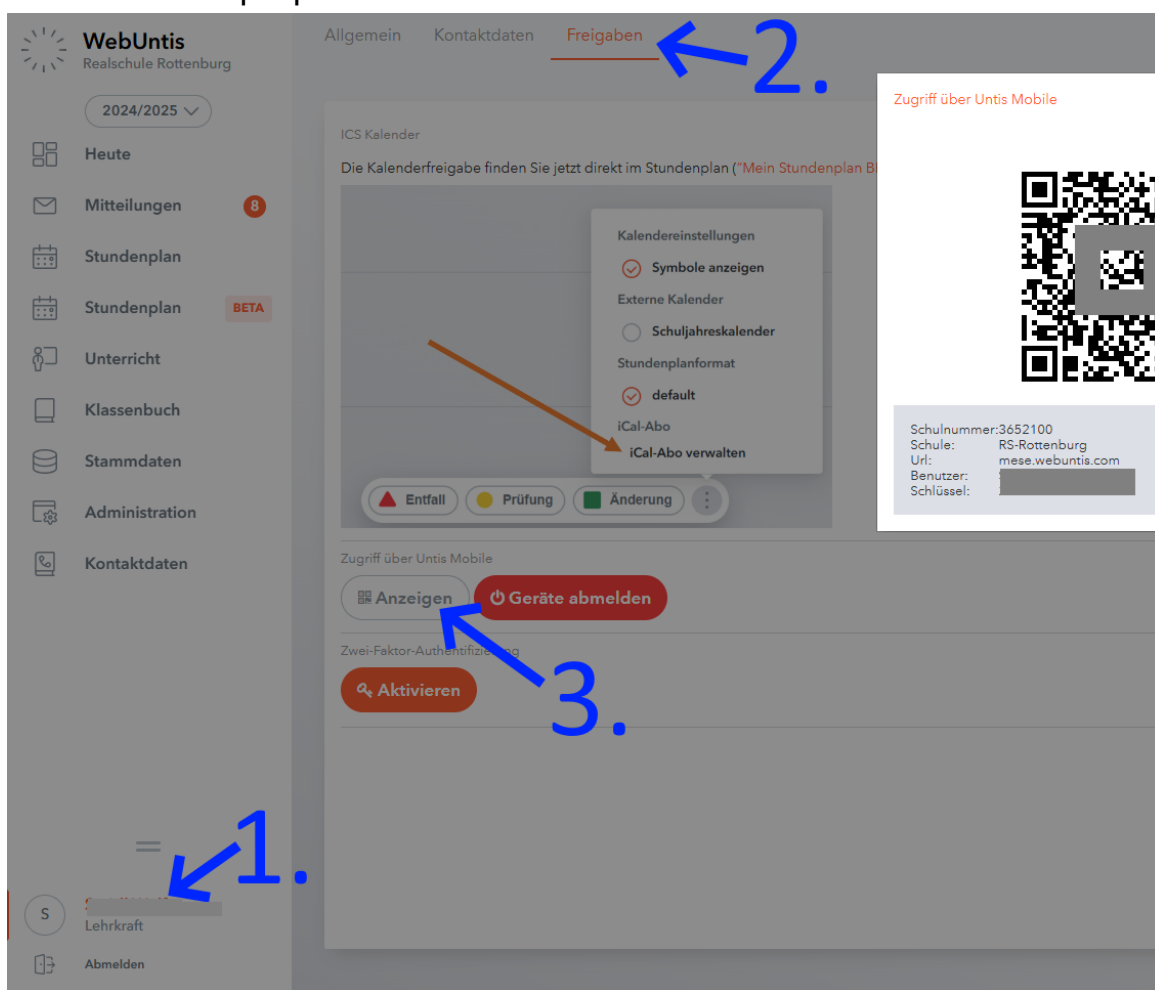 WebUntis
Realschule Rottenburg
2024/2025
Heute
Mitteilungen 8
Stundenplan
Stundenplan BETA
Unterricht
Klassenbuch
Stammdaten
Administration
Kontaktdaten
1.
S
Lehrkraft
Abmelden
Allgemein Kontaktdaten Freigaben
2.
ICS Kalender
Die Kalenderfreigabe finden Sie jetzt direkt im Stundenplan ("Mein Stundenplan
Kalendereinstellungen
Symbole anzeigen
Externe Kalender
Schuljahreskalender
Stundenplanformat
default
iCal-Abo
iCal-Abo verwalten
Entfall Prüfung Änderung
Zugriff über Untis Mobile
Anzeigen Geräte abmelden
3.
Zwei-Faktor-Authentifizierung
Aktivieren
Zugriff über Untis Mobile
Schulnummer:3652100
Schule: RS-Rottenburg
Url: mese.webuntis.com
Benutzer:
Schlüssel: